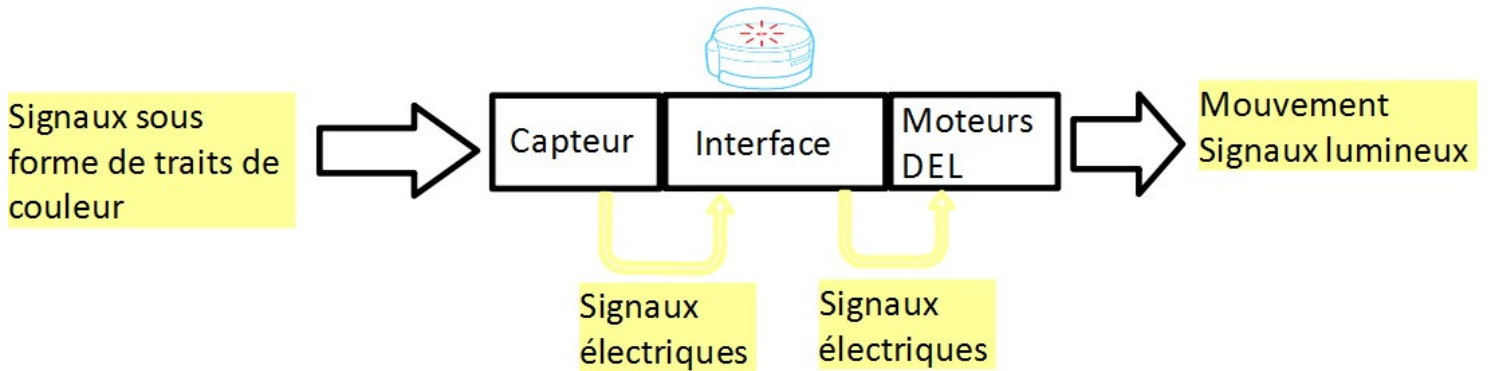 Signaux sous
forme de traits de
couleur
Capteur
Interface
Moteurs
DEL
Mouvement
Signaux lumineux
Signaux
électriques
Signaux
électriques